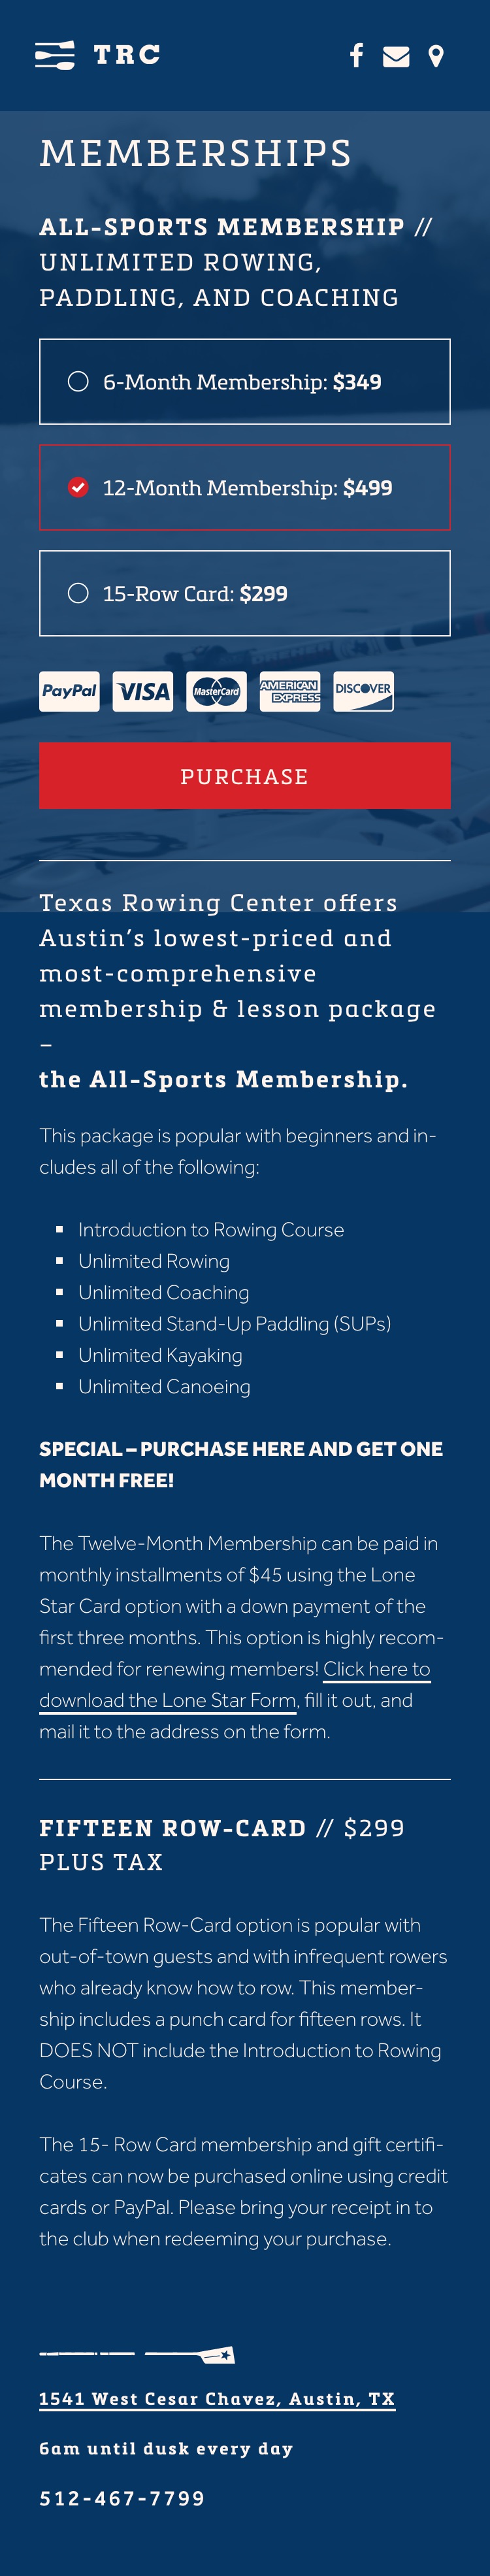 TRC
MEMBERSHIPS
ALL-SPORTS MEMBERSHIP //
UNLIMITED ROWING,
PADDLING, AND COACHING
6-Month Membership: $349
12-Month Membership: $499
15-Row Card: $299
PayPal VISA MasterCard AMERICAN EXPRESS DISCOVER
PURCHASE
Texas Rowing Center offers
Austin’s lowest-priced and
most-comprehensive
membership & lesson package
–
the All-Sports Membership.
This package is popular with beginners and in-
cludes all of the following:
Introduction to Rowing Course
Unlimited Rowing
Unlimited Coaching
Unlimited Stand-Up Paddling (SUPs)
Unlimited Kayaking
Unlimited Canoeing
SPECIAL – PURCHASE HERE AND GET ONE
MONTH FREE!
The Twelve-Month Membership can be paid in
monthly installments of $45 using the Lone
Star Card option with a down payment of the
first three months. This option is highly recom-
mended for renewing members! Click here to
download the Lone Star Form, fill it out, and
mail it to the address on the form.
FIFTEEN ROW-CARD // $299
PLUS TAX
The Fifteen Row-Card option is popular with
out-of-town guests and with infrequent rowers
who already know how to row. This member-
ship includes a punch card for fifteen rows. It
DOES NOT include the Introduction to Rowing
Course.
The 15- Row Card membership and gift certifi-
cates can now be purchased online using credit
cards or PayPal. Please bring your receipt in to
the club when redeeming your purchase.
1541 West Cesar Chavez, Austin, TX
6am until dusk every day
512-467-7799